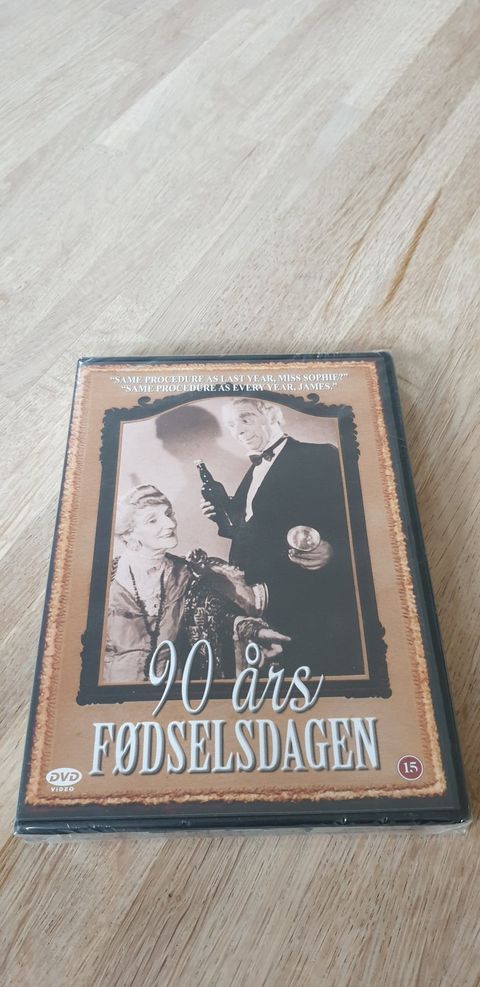 "SAME PROCEDURE AS LAST YEAR, MISS SOPHIE?"
"SAME PROCEDURE AS EVERY YEAR, JAMES."
90 års
FØDSELSDAGEN
DVD
VIDEO
15